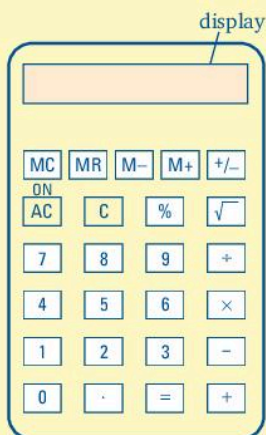 display
MC MR M– M+ +/–
ON
AC C % √
7 8 9 ÷
4 5 6 ×
1 2 3 –
0 · = +